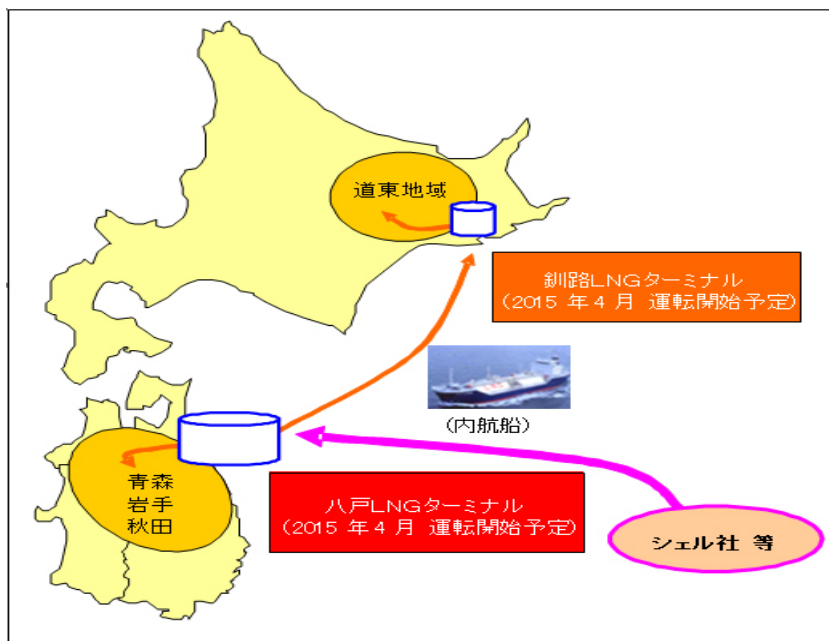 道東地域
釧路LNGターミナル
(2015 年 4 月 運転開始予定)
(内航船)
青森
岩手
秋田
八戸LNGターミナル
(2015 年 4 月 運転開始予定)
シェル社 等